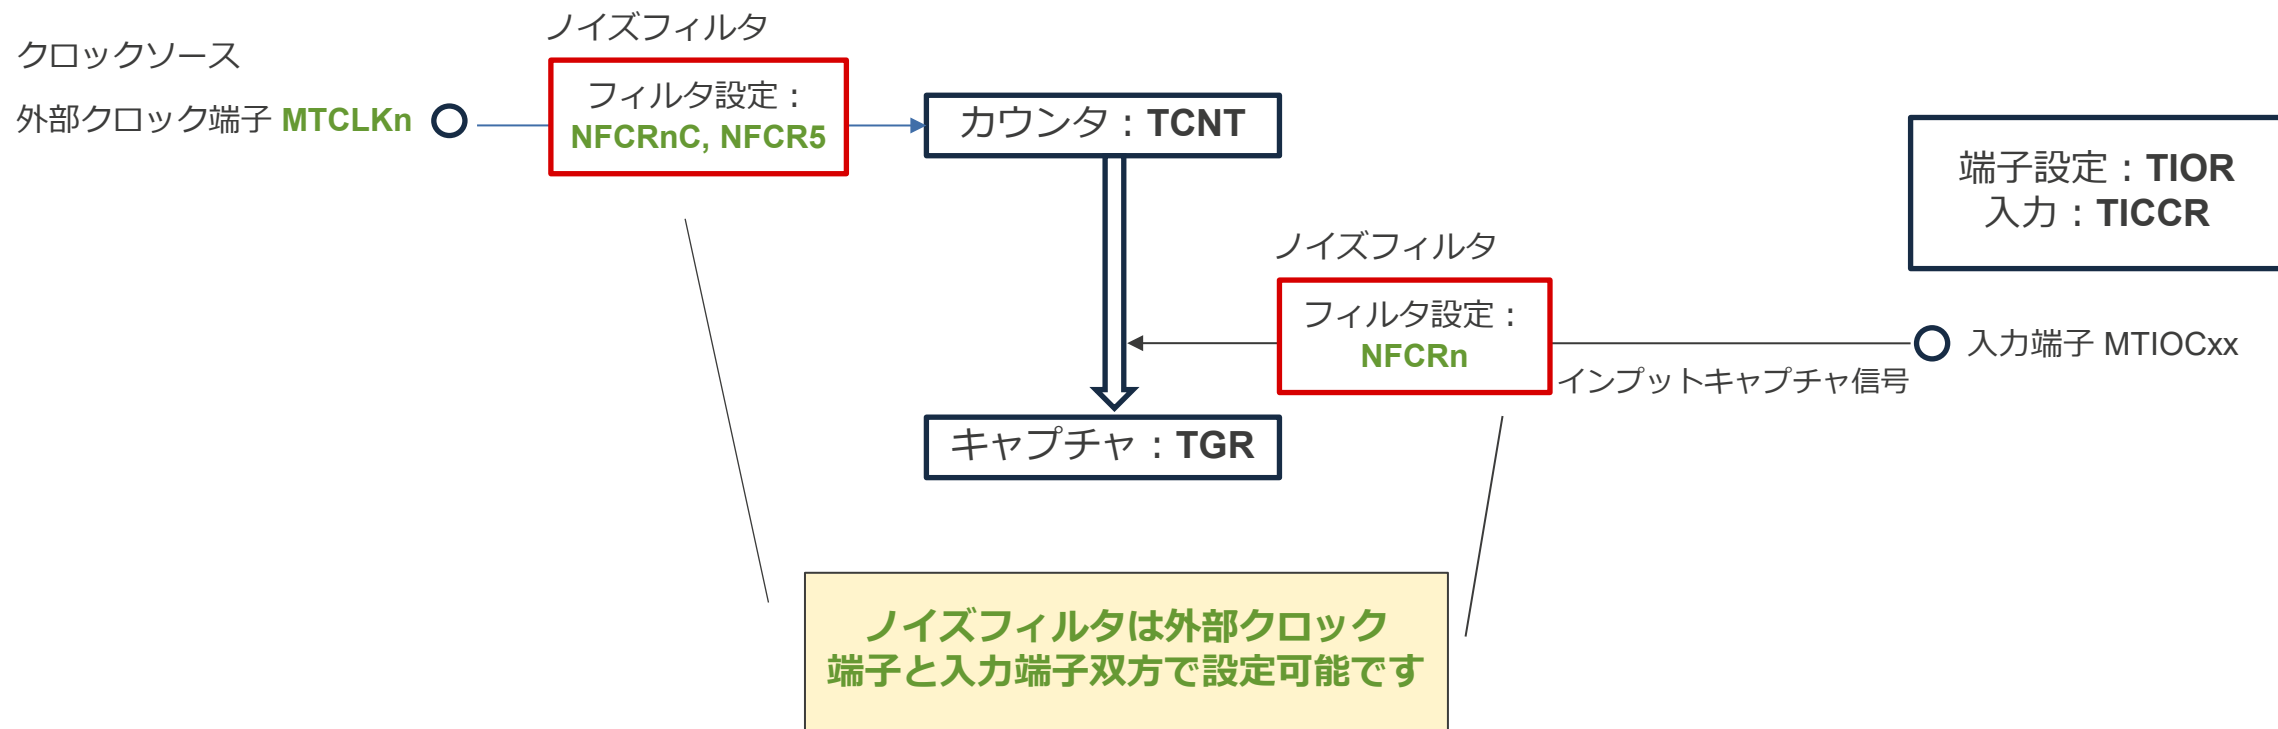 ノイズフィルタ
クロックソース
外部クロック端子 MTCLKn
フィルタ設定：
NFCRnC, NFCR5
カウンタ：TCNT
端子設定：TIOR
入力：TICCR
ノイズフィルタ
フィルタ設定：
NFCRn
入力端子 MTIOCxx
インプットキャプチャ信号
キャプチャ：TGR
ノイズフィルタは外部クロック
端子と入力端子双方で設定可能です